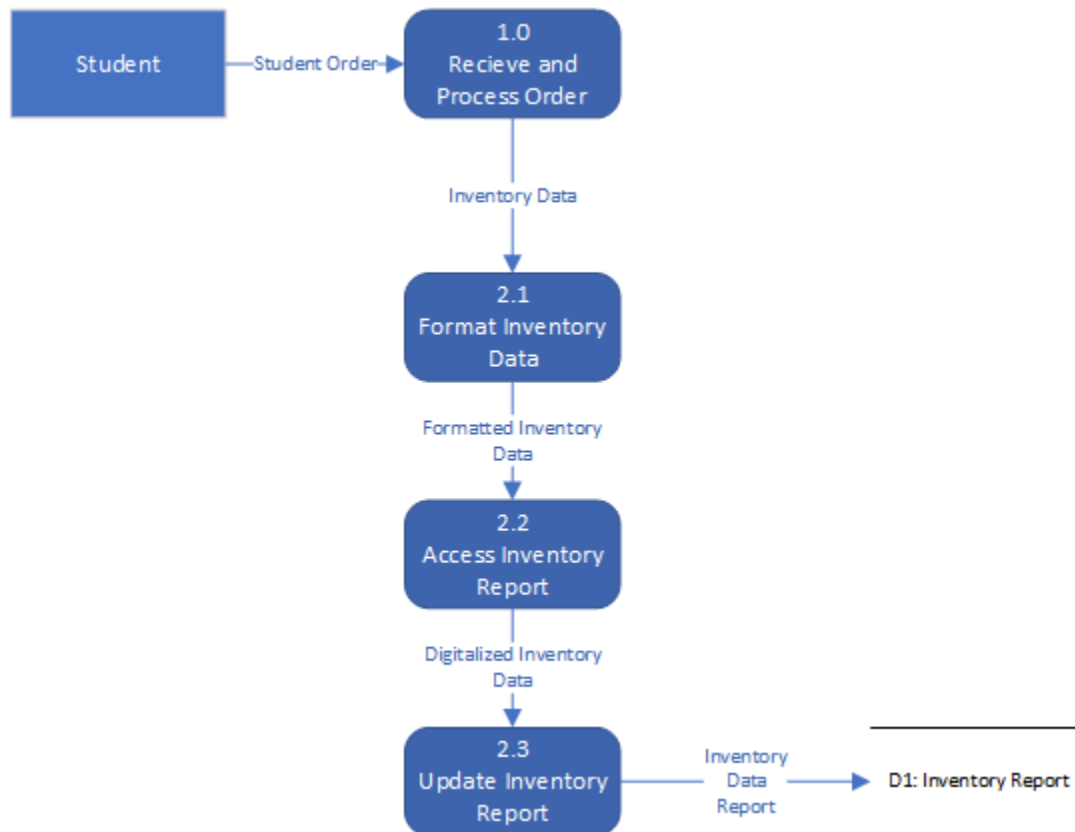 Student
Student Order
1.0
Recieve and
Process Order
Inventory Data
2.1
Format Inventory
Data
Formatted Inventory
Data
2.2
Access Inventory
Report
Digitalized Inventory
Data
2.3
Update Inventory
Report
Inventory
Data
Report
D1: Inventory Report